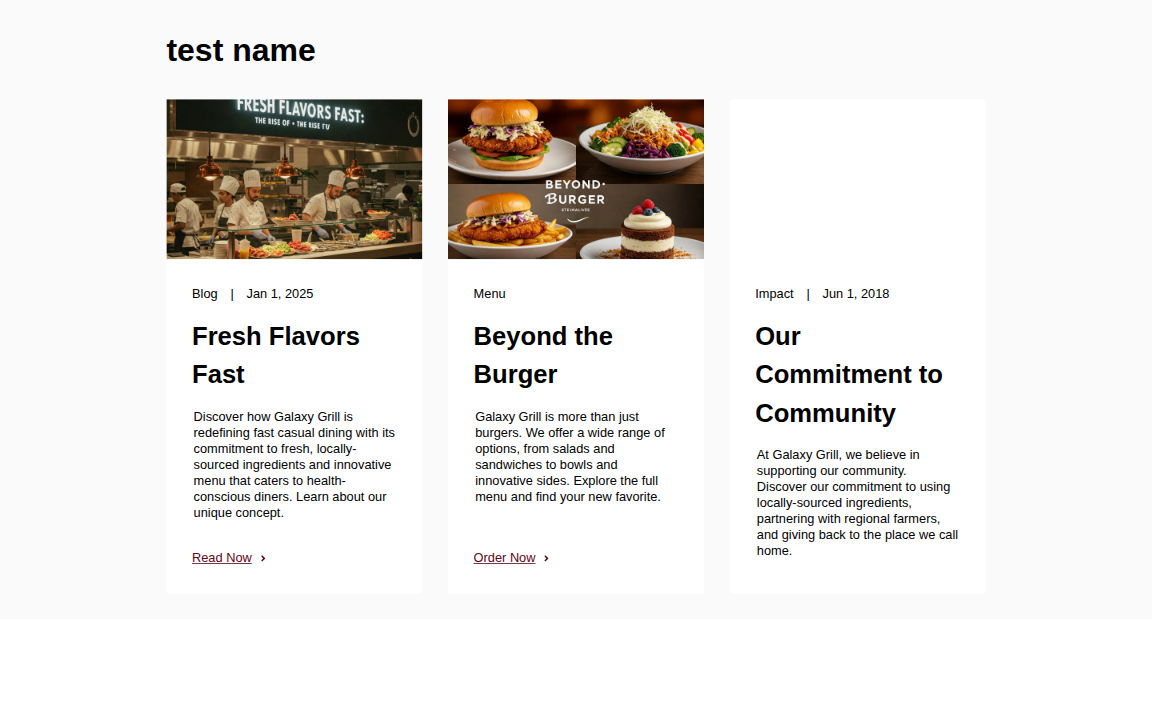 test name
FRESH FLAVORS FAST:
THE RISE OF • THE RISE
BEYOND·
BURGER
Blog | Jan 1, 2025
Fresh Flavors
Fast
Discover how Galaxy Grill is
redefining fast casual dining with its
commitment to fresh, locally-
sourced ingredients and innovative
menu that caters to health-
conscious diners. Learn about our
unique concept.
Read Now
Menu
Beyond the
Burger
Galaxy Grill is more than just
burgers. We offer a wide range of
options, from salads and
sandwiches to bowls and
innovative sides. Explore the full
menu and find your new favorite.
Order Now
Impact | Jun 1, 2018
Our
Commitment to
Community
At Galaxy Grill, we believe in
supporting our community.
Discover our commitment to using
locally-sourced ingredients,
partnering with regional farmers,
and giving back to the place we call
home.